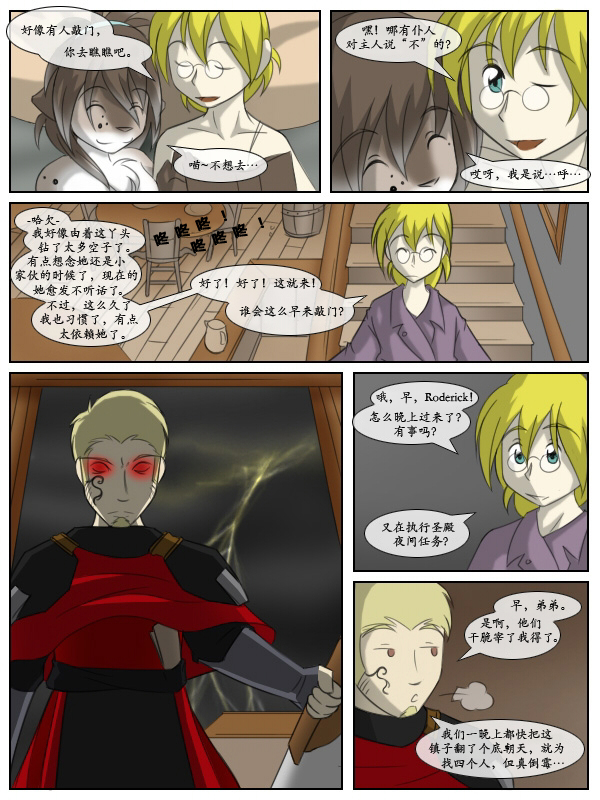 好像有人敲门，
你去瞧瞧吧。
喵~不想去…
嘿！哪有仆人
对主人说“不”的?
哎呀，我是说…呼…
-哈欠-
我好像由着这丫头
钻了太多空子了。
有点想念她还是小
家伙的时候了，现在的
她愈发不听话了。
不过，这么久了
我也习惯了，有点
太依赖她了。
咚咚咚！
咚咚咚！
好了！好了！这就来！
谁会这么早来敲门？
哦，早，Roderick！
怎么晚上过来了？
有事吗？
又在执行圣殿
夜间任务？
早，弟弟。
是啊，他们
干脆宰了我得了。
我们一晚上都快把这
镇子翻了个底朝天，就为
找四个人，但真倒霉…